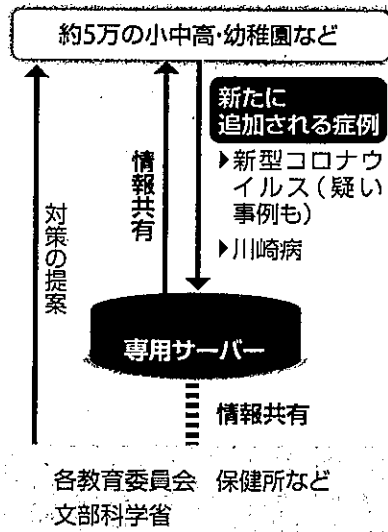 約5万の小中高・幼稚園など
新たに
追加される症例
▶新型コロナウ
イルス(疑い
事例も)
▶川崎病
情報共有
対策の提案
専用サーバー
情報共有
各教育委員会 保健所など
文部科学省